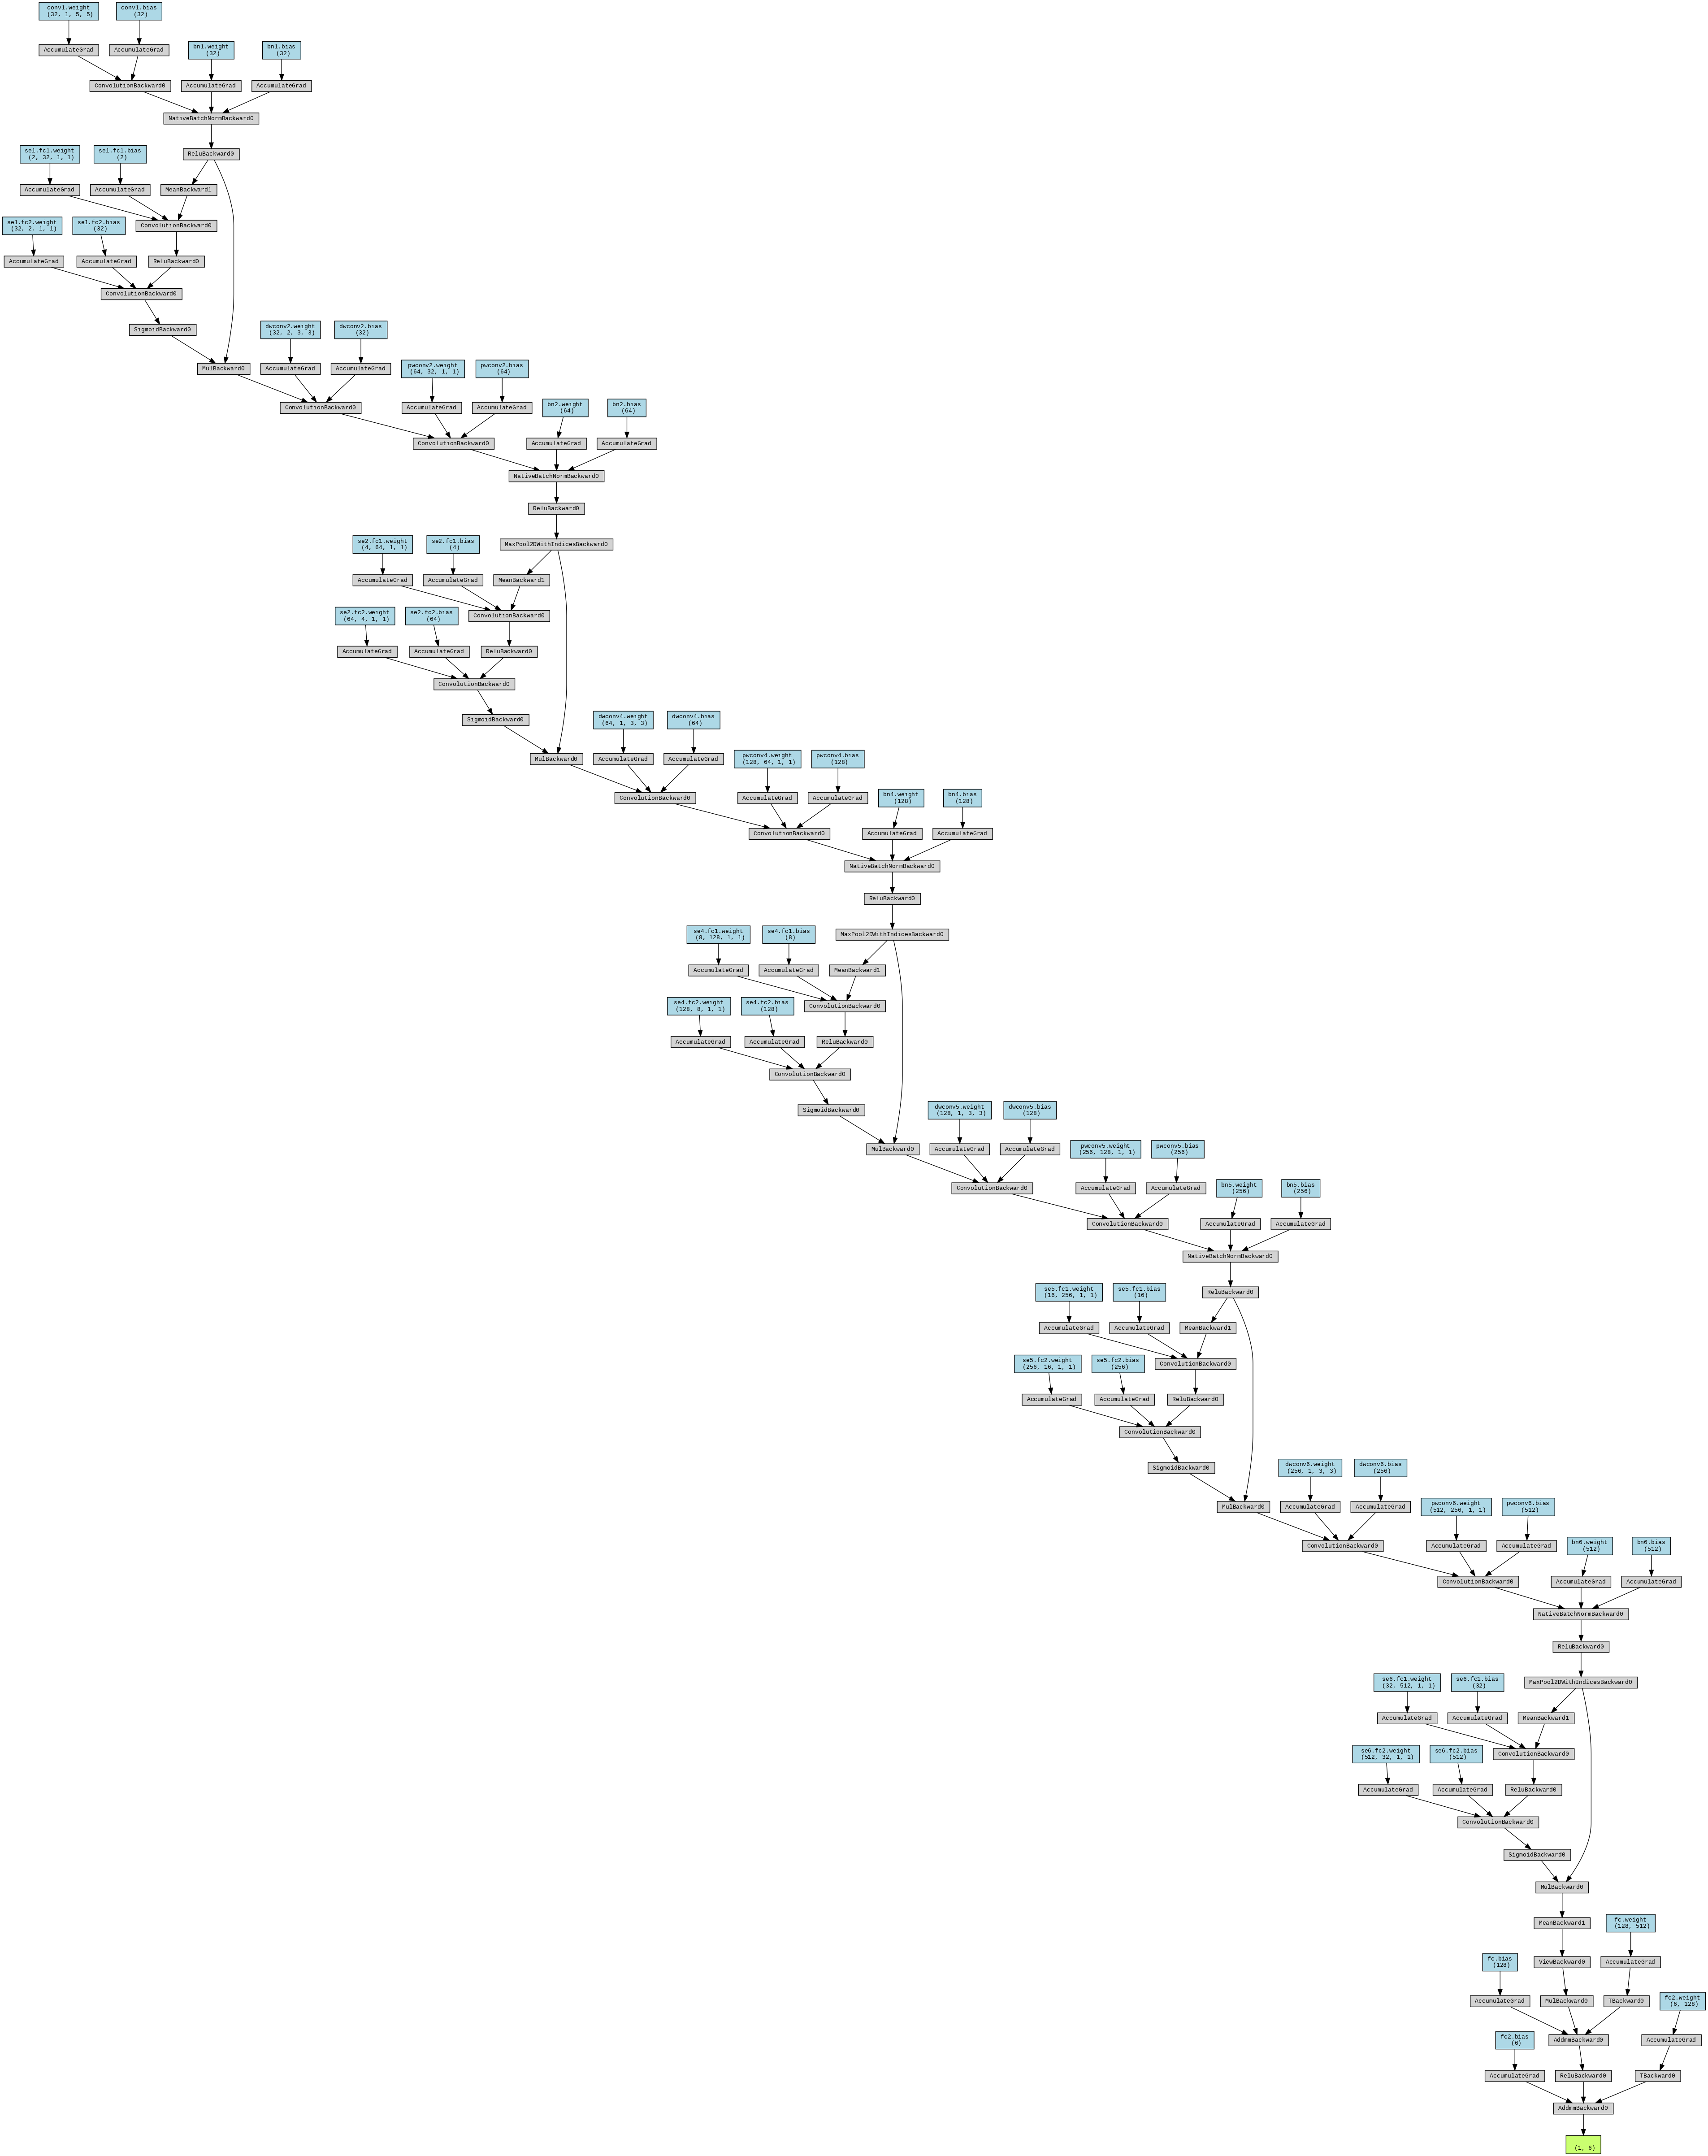 conv1.weight
(32, 1, 5, 5)
conv1.bias
(32)
AccumulateGrad
AccumulateGrad
bn1.weight
(32)
bn1.bias
(32)
ConvolutionBackward0
AccumulateGrad
AccumulateGrad
NativeBatchNormBackward0
se1.fc1.weight
(2, 32, 1, 1)
se1.fc1.bias
(2)
ReluBackward0
AccumulateGrad
AccumulateGrad
MeanBackward1
se1.fc2.weight
(32, 2, 1, 1)
se1.fc2.bias
(32)
ConvolutionBackward0
AccumulateGrad
AccumulateGrad
ReluBackward0
ConvolutionBackward0
SigmoidBackward0
dwconv2.weight
(32, 2, 3, 3)
dwconv2.bias
(32)
MulBackward0
AccumulateGrad
AccumulateGrad
pwconv2.weight
(64, 32, 1, 1)
pwconv2.bias
(64)
ConvolutionBackward0
AccumulateGrad
AccumulateGrad
bn2.weight
(64)
bn2.bias
(64)
ConvolutionBackward0
AccumulateGrad
AccumulateGrad
NativeBatchNormBackward0
ReluBackward0
se2.fc1.weight
(4, 64, 1, 1)
se2.fc1.bias
(4)
MaxPool2DWithIndicesBackward0
AccumulateGrad
AccumulateGrad
MeanBackward1
se2.fc2.weight
(64, 4, 1, 1)
se2.fc2.bias
(64)
ConvolutionBackward0
AccumulateGrad
AccumulateGrad
ReluBackward0
ConvolutionBackward0
SigmoidBackward0
dwconv4.weight
(64, 1, 3, 3)
dwconv4.bias
(64)
MulBackward0
AccumulateGrad
AccumulateGrad
pwconv4.weight
(128, 64, 1, 1)
pwconv4.bias
(128)
ConvolutionBackward0
AccumulateGrad
AccumulateGrad
bn4.weight
(128)
bn4.bias
(128)
ConvolutionBackward0
AccumulateGrad
AccumulateGrad
NativeBatchNormBackward0
ReluBackward0
se4.fc1.weight
(8, 128, 1, 1)
se4.fc1.bias
(8)
MaxPool2DWithIndicesBackward0
AccumulateGrad
AccumulateGrad
MeanBackward1
se4.fc2.weight
(128, 8, 1, 1)
se4.fc2.bias
(128)
ConvolutionBackward0
AccumulateGrad
AccumulateGrad
ReluBackward0
ConvolutionBackward0
SigmoidBackward0
dwconv5.weight
(128, 1, 3, 3)
dwconv5.bias
(128)
MulBackward0
AccumulateGrad
AccumulateGrad
pwconv5.weight
(256, 128, 1, 1)
pwconv5.bias
(256)
ConvolutionBackward0
AccumulateGrad
AccumulateGrad
bn5.weight
(256)
bn5.bias
(256)
ConvolutionBackward0
AccumulateGrad
AccumulateGrad
NativeBatchNormBackward0
se5.fc1.weight
(16, 256, 1, 1)
se5.fc1.bias
(16)
ReluBackward0
AccumulateGrad
AccumulateGrad
MeanBackward1
se5.fc2.weight
(256, 16, 1, 1)
se5.fc2.bias
(256)
ConvolutionBackward0
AccumulateGrad
AccumulateGrad
ReluBackward0
ConvolutionBackward0
SigmoidBackward0
dwconv6.weight
(256, 1, 3, 3)
dwconv6.bias
(256)
MulBackward0
AccumulateGrad
AccumulateGrad
pwconv6.weight
(512, 256, 1, 1)
pwconv6.bias
(512)
ConvolutionBackward0
AccumulateGrad
AccumulateGrad
bn6.weight
(512)
bn6.bias
(512)
ConvolutionBackward0
AccumulateGrad
AccumulateGrad
NativeBatchNormBackward0
ReluBackward0
se6.fc1.weight
(32, 512, 1, 1)
se6.fc1.bias
(32)
MaxPool2DWithIndicesBackward0
AccumulateGrad
AccumulateGrad
MeanBackward1
se6.fc2.weight
(512, 32, 1, 1)
se6.fc2.bias
(512)
ConvolutionBackward0
AccumulateGrad
AccumulateGrad
ReluBackward0
ConvolutionBackward0
SigmoidBackward0
MulBackward0
MeanBackward1
fc.weight
(128, 512)
fc.bias
(128)
ViewBackward0
AccumulateGrad
AccumulateGrad
MulBackward0
TBackward0
fc2.weight
(6, 128)
fc2.bias
(6)
AddmmBackward0
AccumulateGrad
AccumulateGrad
ReluBackward0
TBackward0
AddmmBackward0
(1, 6)